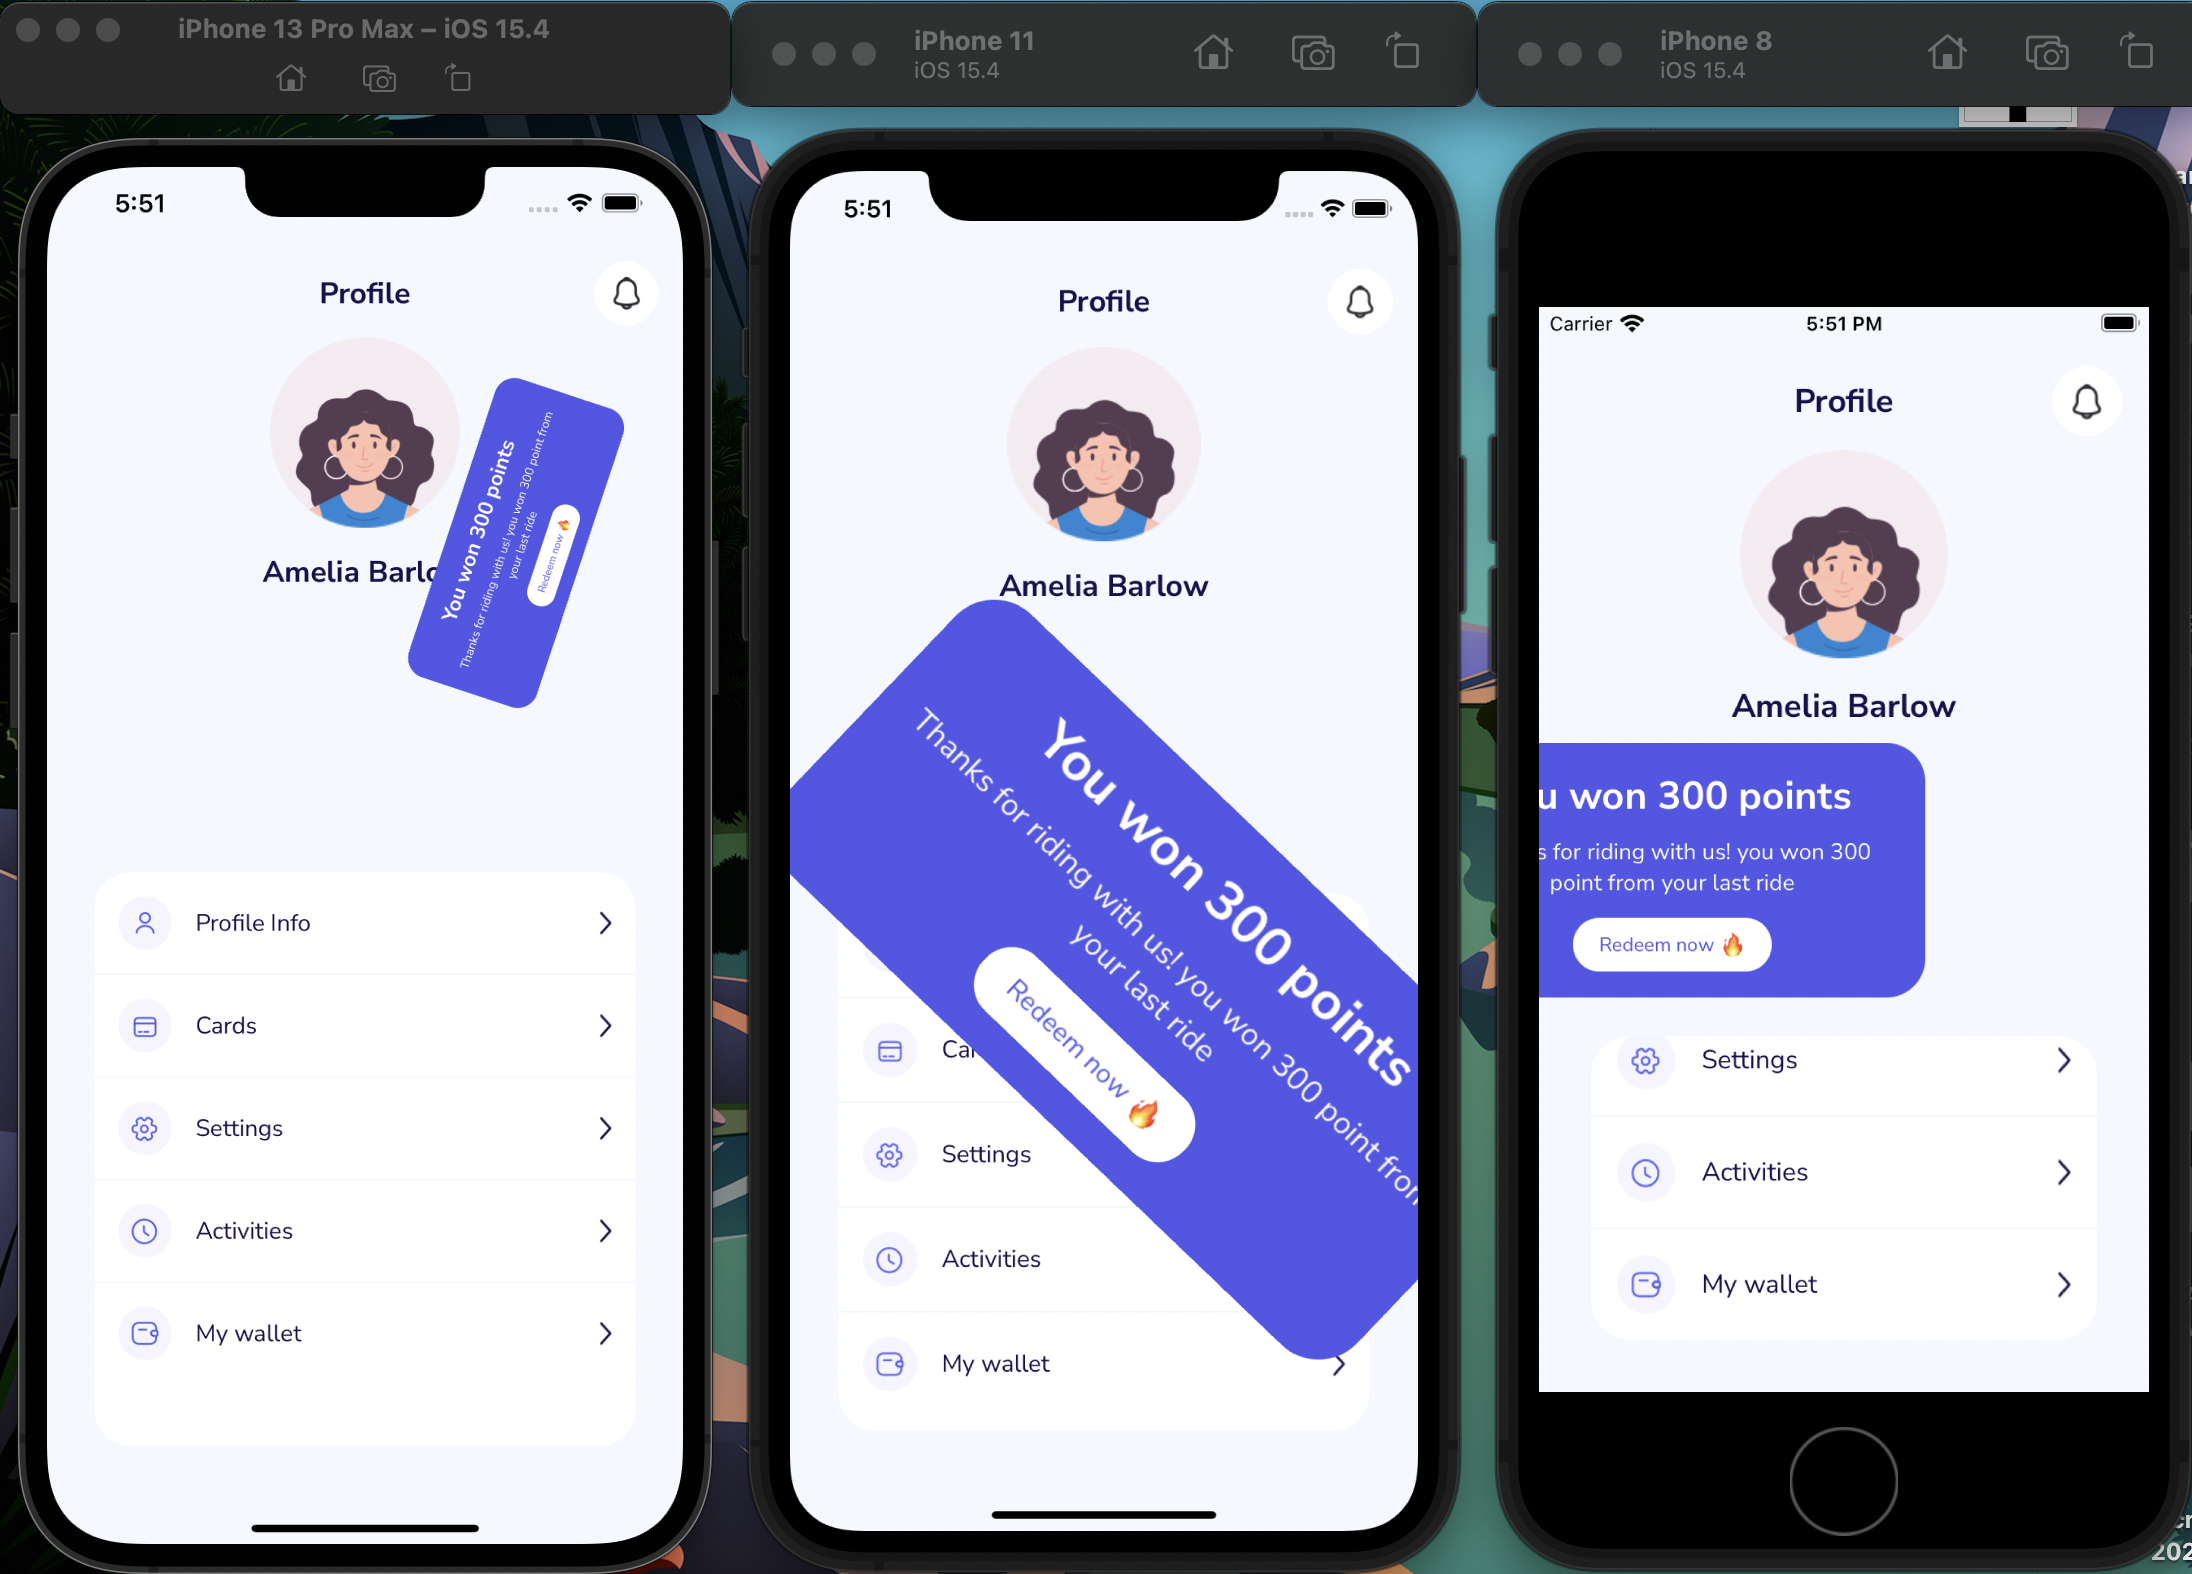 iPhone 13 Pro Max – iOS 15.4
5:51
Profile
Amelia Barlo
You won 300 points
Thanks for riding with us! you won 300 point from
your last ride
Redeem now 🔥
Profile Info
Cards
Settings
Activities
My wallet
iPhone 11
iOS 15.4
5:51
Profile
Amelia Barlow
You won 300 points
Thanks for riding with us! you won 300 point from
your last ride
Redeem now 🔥
Car
Settings
Activities
My wallet
iPhone 8
iOS 15.4
Carrier
5:51 PM
Profile
Amelia Barlow
u won 300 points
s for riding with us! you won 300
point from your last ride
Redeem now 🔥
Settings
Activities
My wallet
202